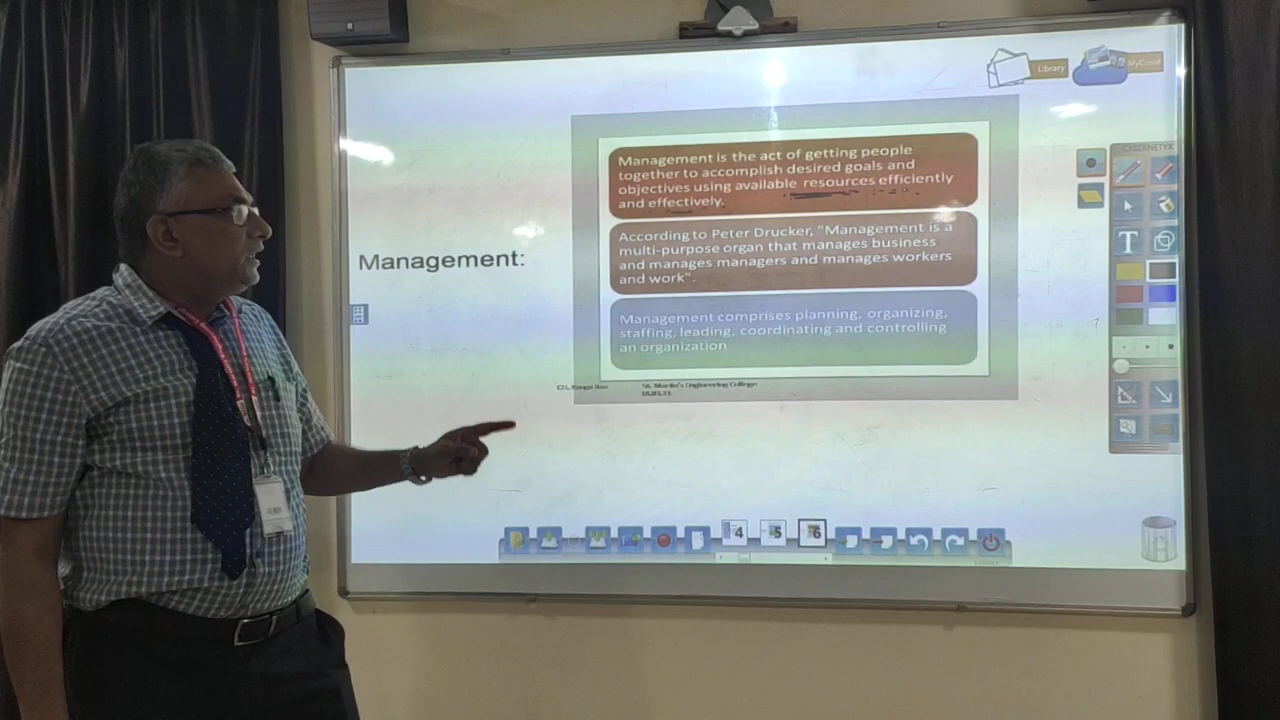 Library
MyCloud
CYBERNETYX
Management:
Management is the act of getting people
together to accomplish desired goals and
objectives using available resources efficiently
and effectively.
According to Peter Drucker, "Management is a
multi-purpose organ that manages business
and manages managers and manages workers
and work".
Management comprises planning, organizing,
staffing, leading, coordinating and controlling
an organization
St. Martin's Engineering College
T
4
5
6